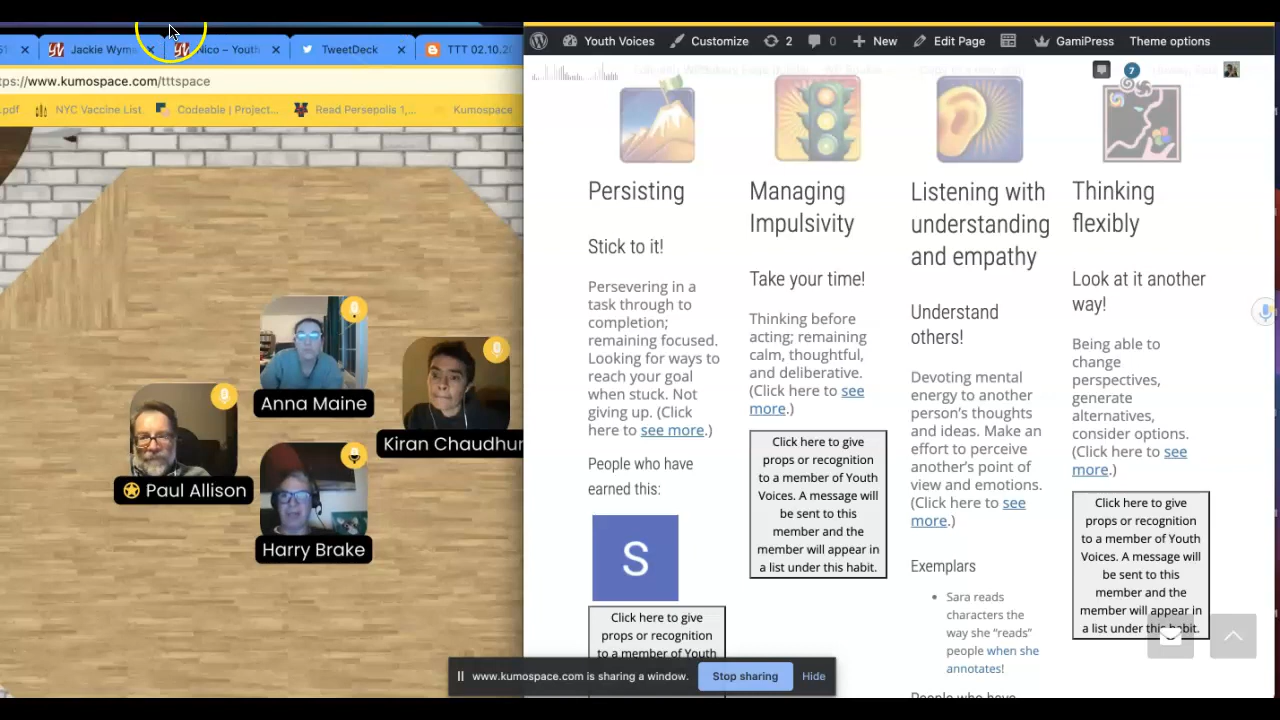 Jackie Wyme
Nico – Youth
TweetDeck
TTT 02.10.20
tps://www.kumospace.com/tttspace
.pdf
NYC Vaccine List
Codeable | Project...
Read Persepolis 1,...
Kumospace
Anna Maine
Kiran Chaudhur
Paul Allison
Harry Brake
Youth Voices
Customize
2
0
New
Edit Page
GamiPress
Theme options
7
Persisting
Stick to it!
Persevering in a
task through to
completion;
remaining focused.
Looking for ways to
reach your goal
when stuck. Not
giving up. (Click
here to see more.)
People who have
earned this:
S
Click here to give
props or recognition
to a member of Youth
Managing
Impulsivity
Take your time!
Thinking before
acting; remaining
calm, thoughtful,
and deliberative.
(Click here to see
more.)
Click here to give
props or recognition
to a member of Youth
Voices. A message will
be sent to this
member and the
member will appear in
a list under this habit.
Listening with
understanding
and empathy
Understand
others!
Devoting mental
energy to another
person's thoughts
and ideas. Make an
effort to perceive
another's point of
view and emotions.
(Click here to see
more.)
Exemplars
Sara reads
characters the
way she “reads”
people when she
annotates!
People who have
Thinking
flexibly
Look at it another
way!
Being able to
change
perspectives,
generate
alternatives,
consider options.
(Click here to see
more.)
Click here to give
props or recognition
to a member of Youth
Voices. A message will
be sent to this
member and the
member will appear in
a list under this habit.
www.kumospace.com is sharing a window.
Stop sharing
Hide